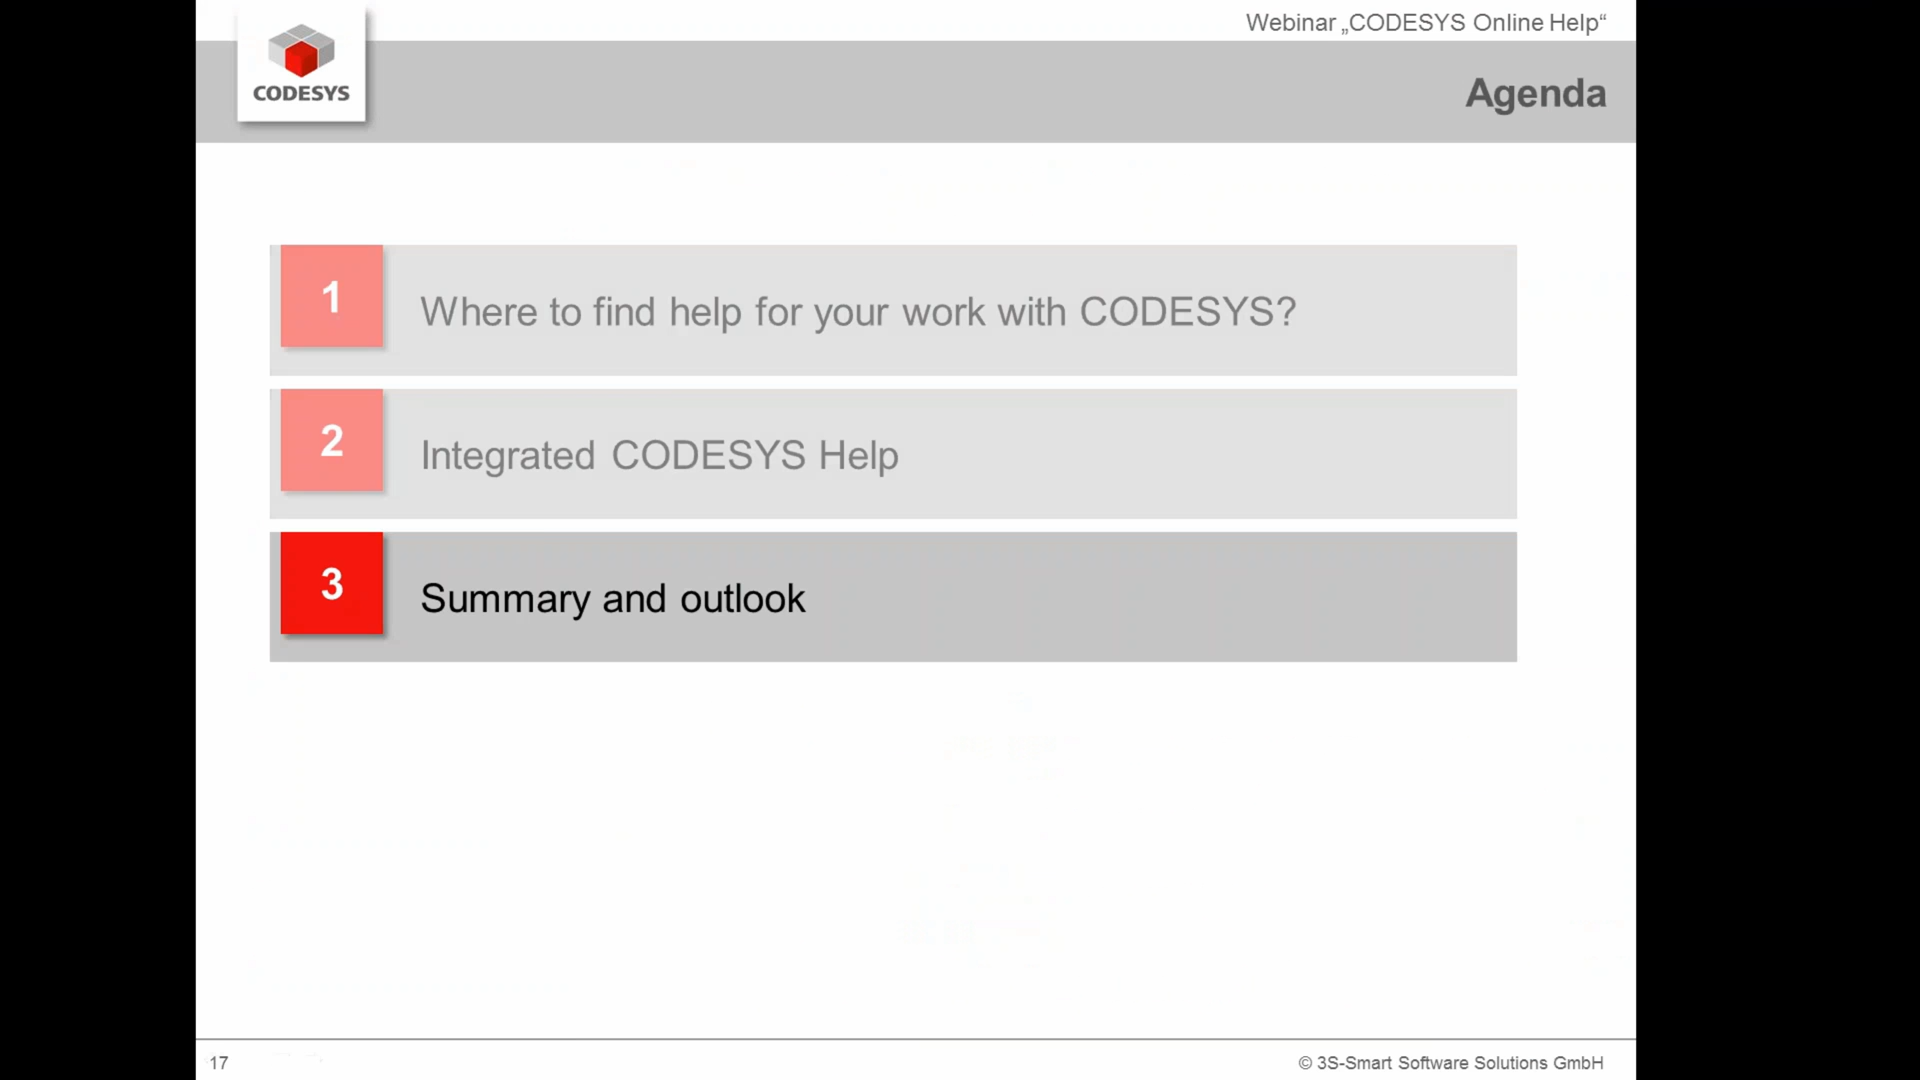 Webinar „CODESYS Online Help“
CODESYS
Agenda
1
Where to find help for your work with CODESYS?
2
Integrated CODESYS Help
3
Summary and outlook
17
© 3S-Smart Software Solutions GmbH